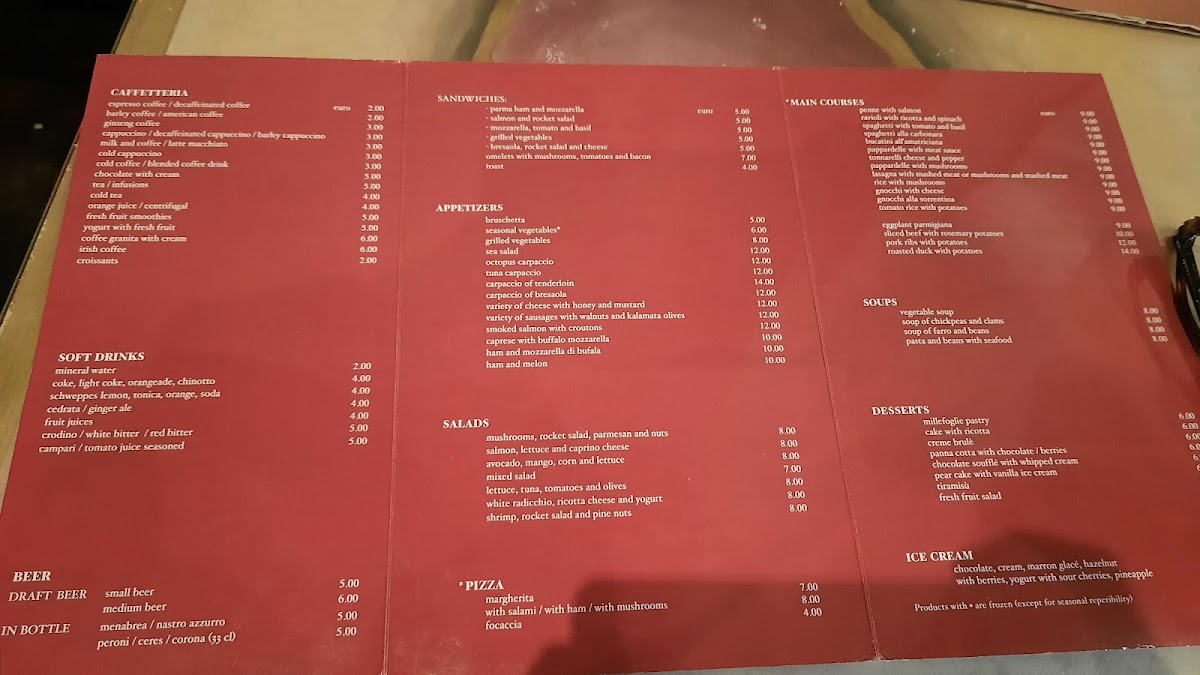 CAFFETTERIA
espresso coffee / decaffeinated coffee euro 2.00
barley coffee / american coffee 2.00
ginseng coffee 3.00
cappuccino / decaffeinated cappuccino / barley cappuccino 3.00
milk and coffee / latte macchiato 3.00
cold cappuccino 3.00
cold coffee / blended coffee drink 3.00
chocolate with cream 5.00
tea / infusions 5.00
cold tea 4.00
orange juice / centrifugal 4.00
fresh fruit smoothies 5.00
yogurt with fresh fruit 5.00
coffee granita with cream 6.00
irish coffee 6.00
croissants 2.00
SOFT DRINKS
mineral water 2.00
coke, light coke, orangeade, chinotto 4.00
schweppes lemon, tonica, orange, soda 4.00
cedrata / ginger ale 4.00
fruit juices 4.00
crodino / white bitter / red bitter 5.00
campari / tomato juice seasoned 5.00
BEER
DRAFT BEER small beer 5.00
medium beer 6.00
IN BOTTLE menabrea / nastro azzurro 5.00
peroni / ceres / corona (33 cl) 5.00
SANDWICHES:
- parma ham and mozzarella euro 5.00
- salmon and rocket salad 5.00
- mozzarella, tomato and basil 5.00
- grilled vegetables 5.00
- bresaola, rocket salad and cheese 5.00
omelets with mushrooms, tomatoes and bacon 7.00
toast 4.00
APPETIZERS
bruschetta 5.00
seasonal vegetables* 6.00
grilled vegetables 8.00
sea salad 12.00
octopus carpaccio 12.00
tuna carpaccio 12.00
carpaccio of tenderloin 14.00
carpaccio of bresaola 12.00
variety of cheese with honey and mustard 12.00
variety of sausages with walnuts and kalamata olives 12.00
smoked salmon with croutons 12.00
caprese with buffalo mozzarella 10.00
ham and mozzarella di bufala 10.00
ham and melon 10.00
SALADS
mushrooms, rocket salad, parmesan and nuts 8.00
salmon, lettuce and caprino cheese 8.00
avocado, mango, corn and lettuce 8.00
mixed salad 7.00
lettuce, tuna, tomatoes and olives 8.00
white radicchio, ricotta cheese and yogurt 8.00
shrimp, rocket salad and pine nuts 8.00
*PIZZA
margherita 7.00
with salami / with ham / with mushrooms 8.00
focaccia 4.00
*MAIN COURSES
penne with salmon euro 9.00
ravioli with ricotta and spinach 9.00
spaghetti with tomato and basil 9.00
spaghetti alla carbonara 9.00
bucatini all'amatriciana 9.00
pappardelle with meat sauce 9.00
tonnarelli cheese and pepper 9.00
pappardelle with mushrooms 9.00
lasagna with mashed meat or mushrooms and mashed meat 9.00
rice with mushrooms 9.00
gnocchi with cheese 9.00
gnocchi alla sorrentina 9.00
tomato rice with potatoes 9.00
eggplant parmigiana 9.00
sliced beef with rosemary potatoes 10.00
pork ribs with potatoes 12.00
roasted duck with potatoes 14.00
SOUPS
vegetable soup 8.00
soup of chickpeas and clams 8.00
soup of farro and beans 8.00
pasta and beans with seafood 8.00
DESSERTS
millefoglie pastry 6.00
cake with ricotta 6.00
creme brulè 6.0
panna cotta with chocolate / berries
chocolate soufflé with whipped cream
pear cake with vanilla ice cream
tiramisù
fresh fruit salad
ICE CREAM
chocolate, cream, marron glacé, hazelnut
with berries, yogurt with sour cherries, pineapple
Products with • are frozen (except for seasonal reperibility)